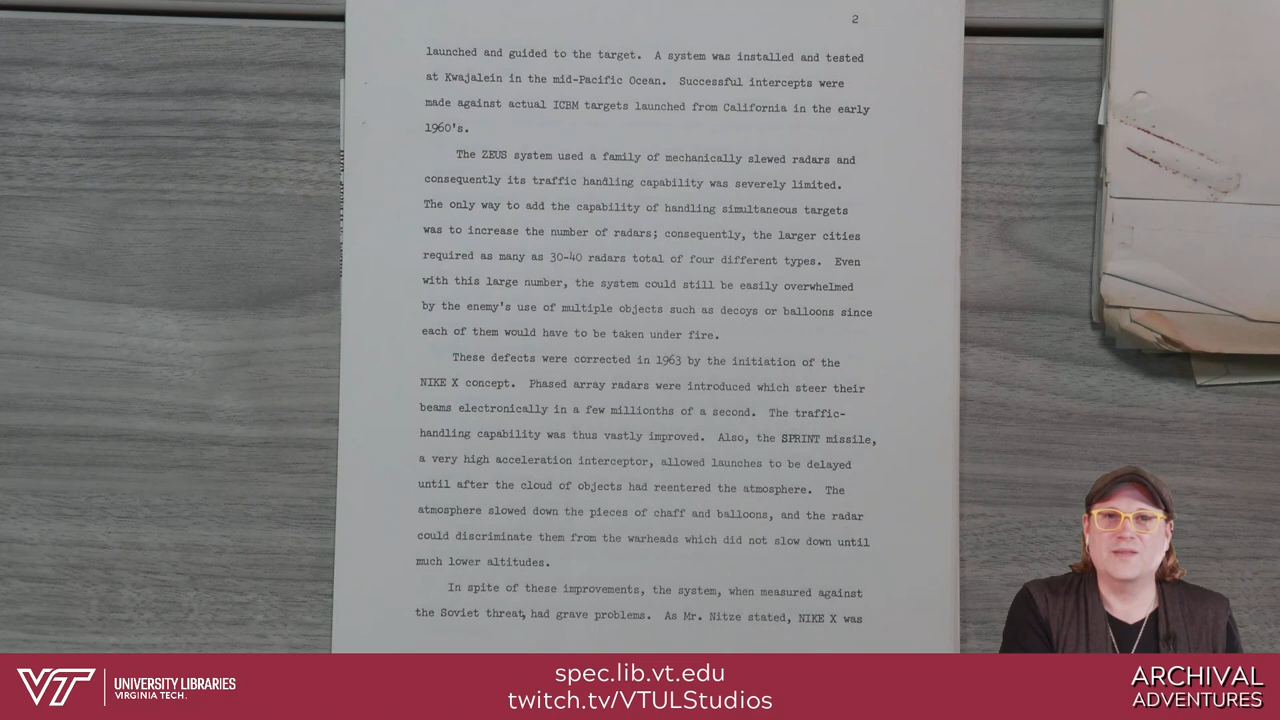 2
launched and guided to the target. A system was installed and tested
at Kwajalein in the mid-Pacific Ocean. Successful intercepts were
made against actual ICBM targets launched from California in the early
1960's.
The ZEUS system used a family of mechanically slewed radars and
consequently its traffic handling capability was severely limited.
The only way to add the capability of handling simultaneous targets
was to increase the number of radars; consequently, the larger cities
required as many as 30-40 radars total of four different types. Even
with this large number, the system could still be easily overwhelmed
by the enemy's use of multiple objects such as decoys or balloons since
each of them would have to be taken under fire.
These defects were corrected in 1963 by the initiation of the
NIKE X concept. Phased array radars were introduced which steer their
beams electronically in a few millionths of a second. The traffic-
handling capability was thus vastly improved. Also, the SPRINT missile,
a very high acceleration interceptor, allowed launches to be delayed
until after the cloud of objects had reentered the atmosphere. The
atmosphere slowed down the pieces of chaff and balloons, and the radar
could discriminate them from the warheads which did not slow down until
much lower altitudes.
In spite of these improvements, the system, when measured against
the Soviet threat, had grave problems. As Mr. Nitze stated, NIKE X was
VT
UNIVERSITY LIBRARIES
VIRGINIA TECH.
spec.lib.vt.edu
twitch.tv/VTULStudios
ARCHIVAL
ADVENTURES